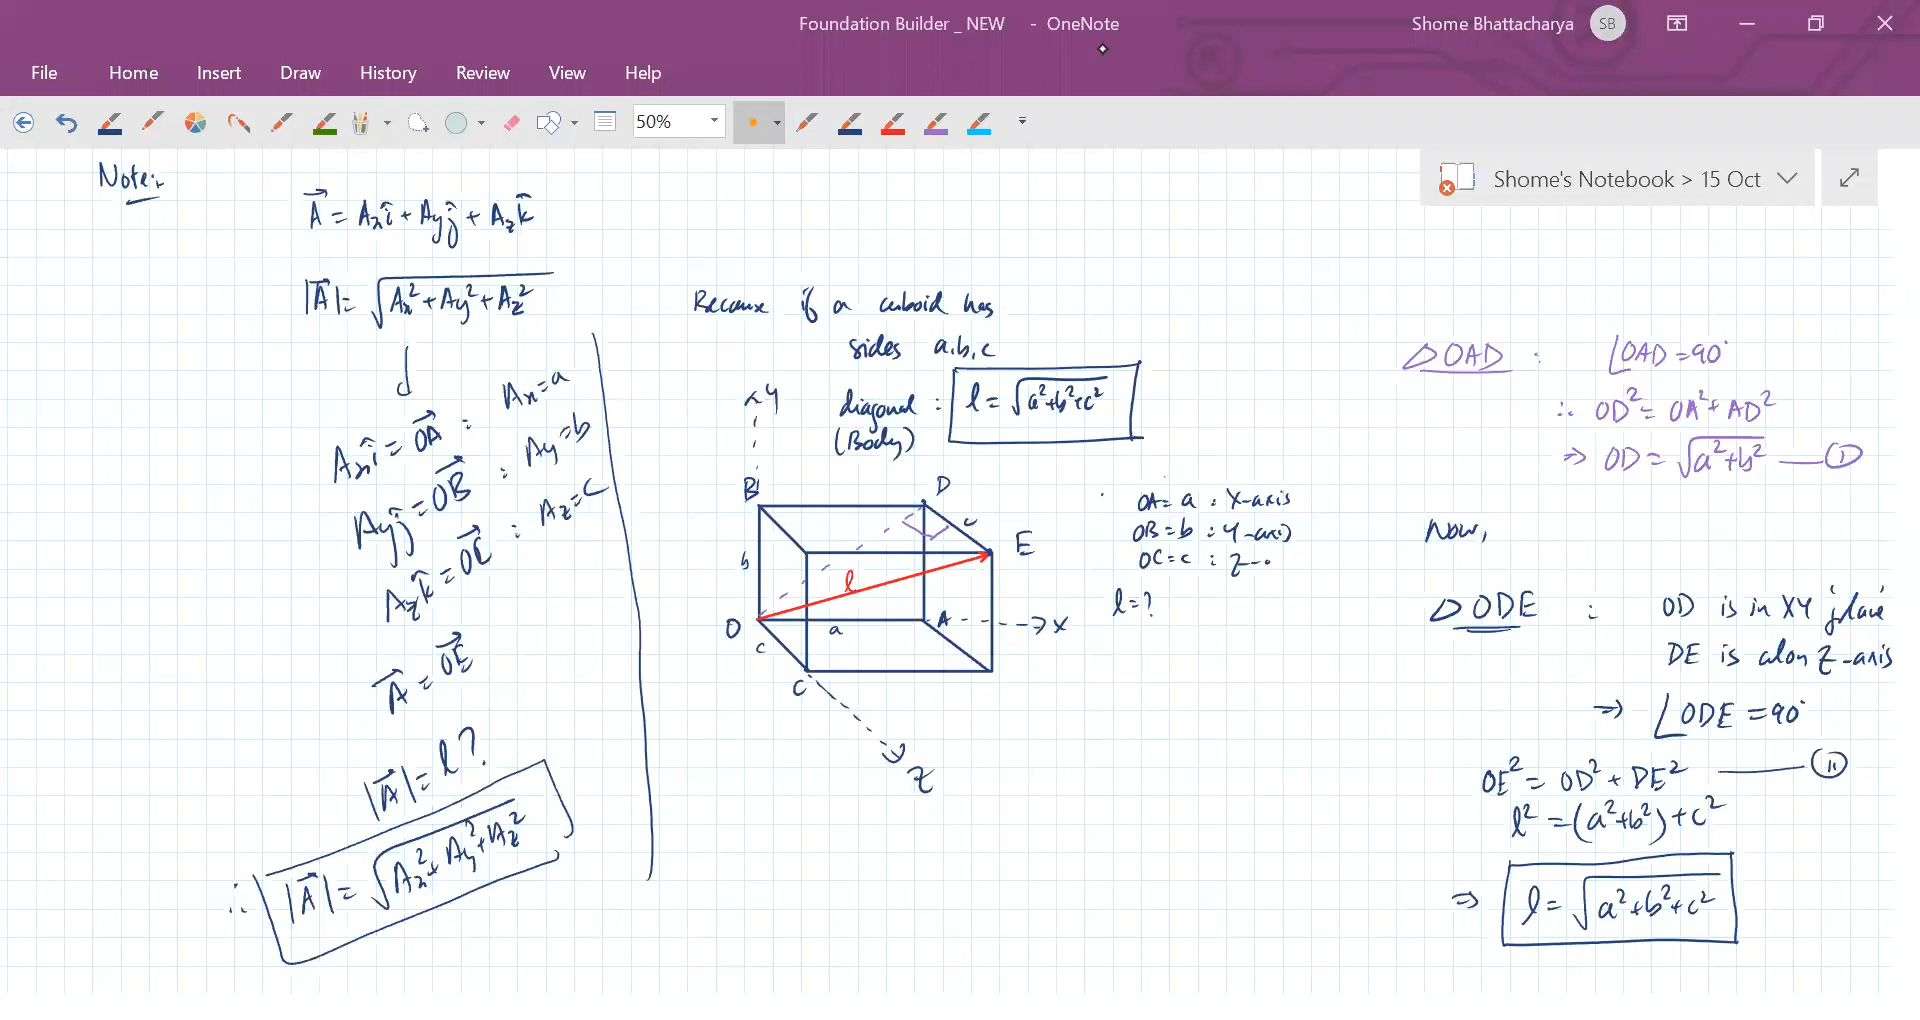 Foundation Builder _ NEW - OneNote
Shome Bhattacharya SB
File Home Insert Draw History Review View Help
50%
Shome's Notebook > 15 Oct
Note:-
A⃗ = Axî + Ayĵ + Azk̂
|A⃗| = √(Ax² + Ay² + Az²)
Axî = OA⃗ : Ax = a
Ayĵ = OB⃗ : Ay = b
Azk̂ = OC⃗ : Az = c
A⃗ = OE⃗
|A⃗| = l?
∴ |A⃗| = √(Ax² + Ay² + Az²)
Because if a cuboid has
sides a,b,c
diagonal : l = √(a²+b²+c²)
(Body)
Y
B D
c
b E
l
O a A X
c
C
Z
OA = a : X-axis
OB = b : Y-axis
OC = c : Z--.
l = ?
△OAD : ∠OAD = 90°
∴ OD² = OA² + AD²
⇒ OD = √(a²+b²) — (I)
Now,
△ODE : OD is in XY plane
DE is alon Z-axis
⇒ ∠ODE = 90°
OE² = OD² + DE² — (II)
l² = (a²+b²)+c²
⇒ l = √(a²+b²+c²)